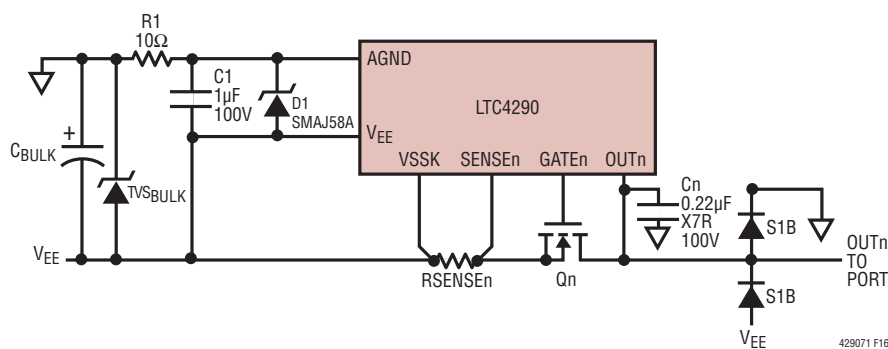 R1
10Ω
C1
1µF
100V
D1
SMAJ58A
CBULK
+
TVSBULK
AGND
LTC4290
VEE
VSSK
SENSEn
GATEn
OUTn
Cn
0.22µF
X7R
100V
S1B
OUTn
TO
PORT
VEE
RSENSEn
Qn
S1B
VEE
429071 F16